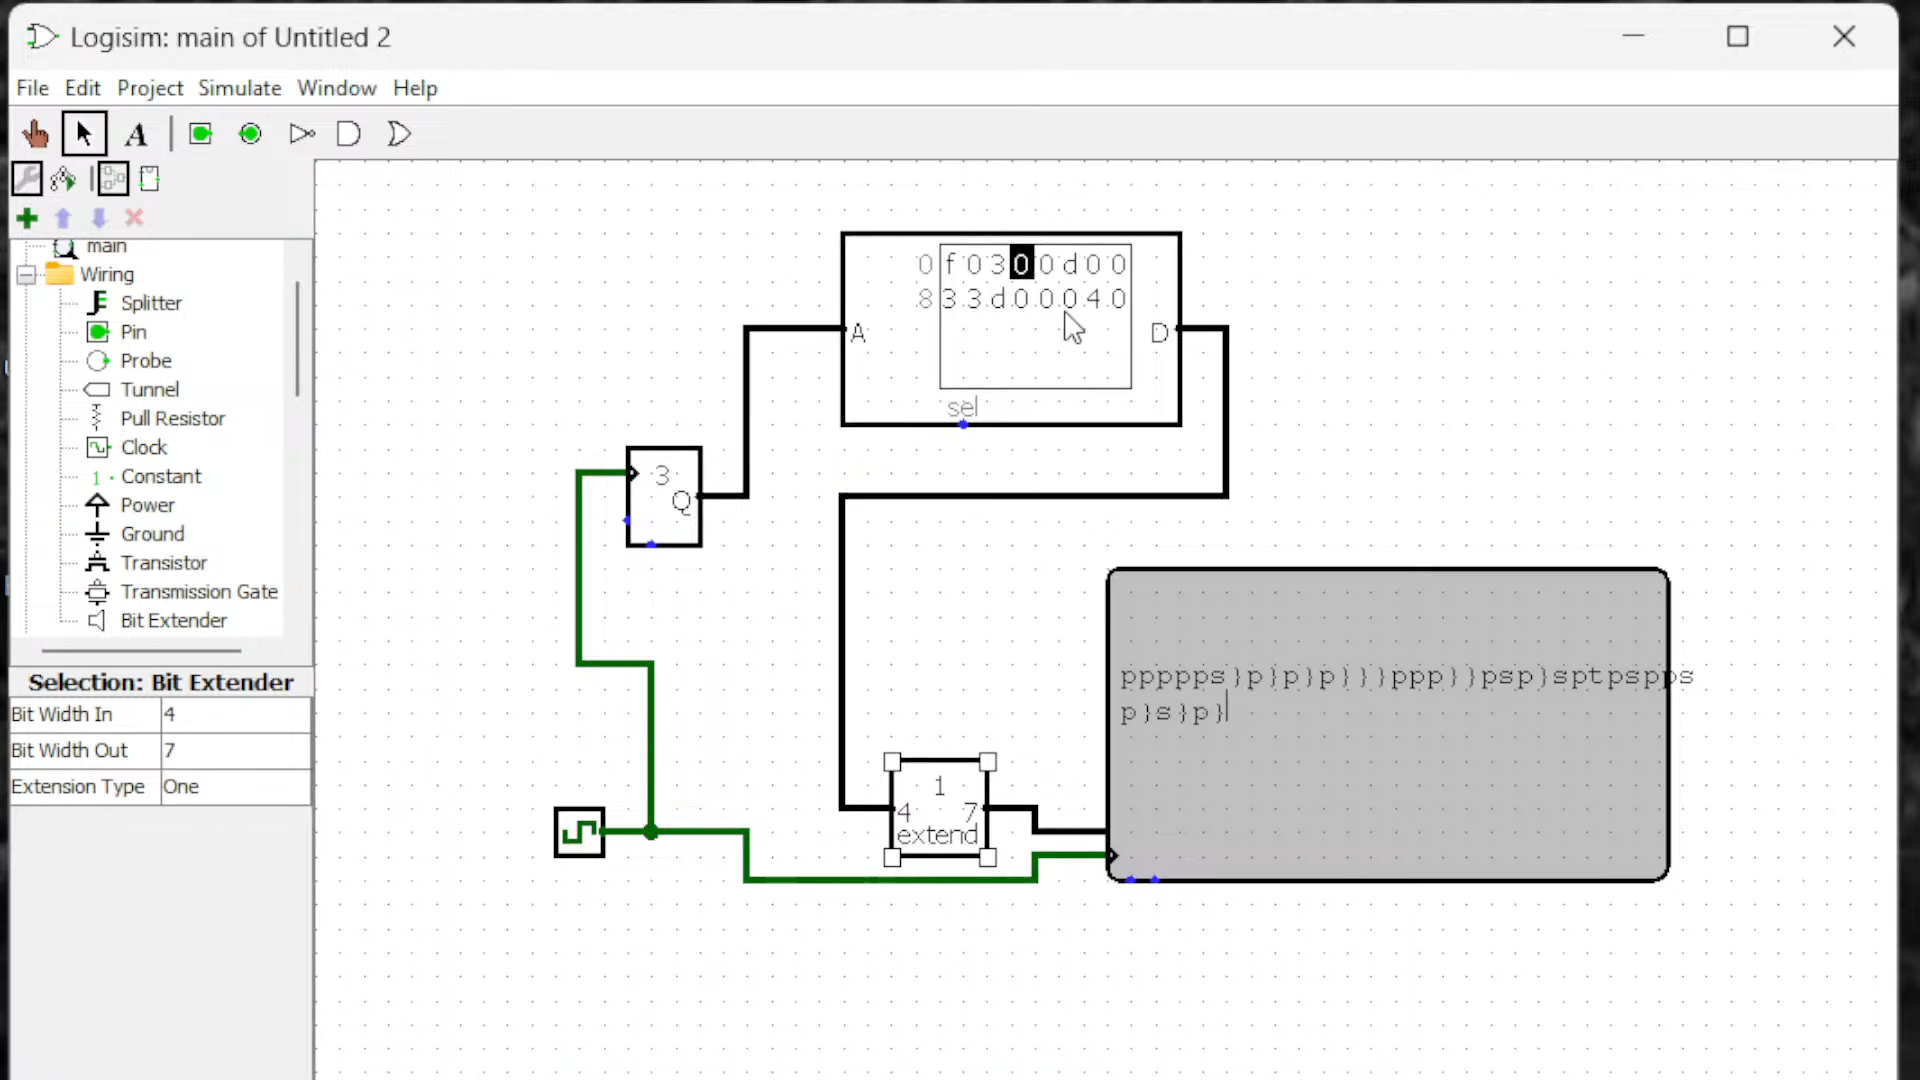 Logisim: main of Untitled 2
File Edit Project Simulate Window Help
A
main
Wiring
Splitter
Pin
Probe
Tunnel
Pull Resistor
Clock
1 Constant
Power
Ground
Transistor
Transmission Gate
Bit Extender
Selection: Bit Extender
Bit Width In 4
Bit Width Out 7
Extension Type One
0 f 0 3 0 0 d 0 0
8 3 3 d 0 0 0 4 0
A
D
sel
3
Q
1
4 7
extend
pppppps}p}p}p}}}ppp}}psp}sptpspps
p}s}p}